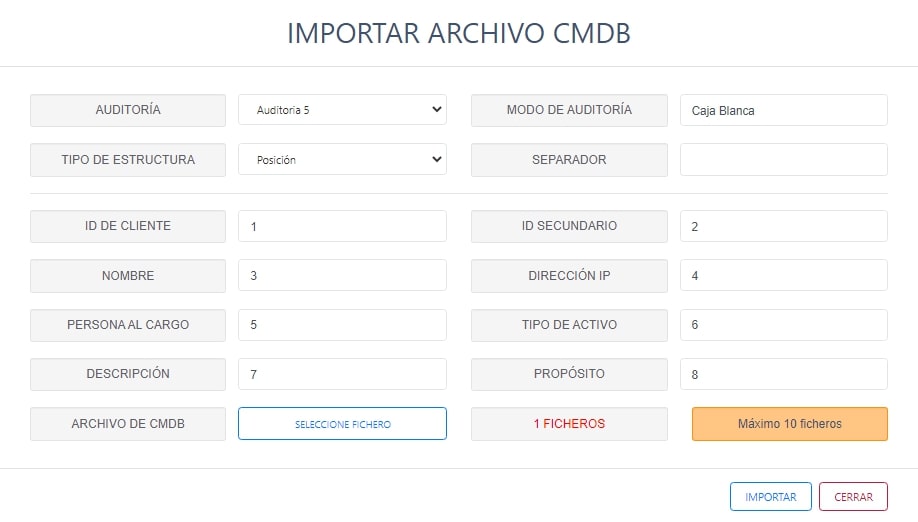 IMPORTAR ARCHIVO CMDB
AUDITORÍA Auditoria 5 MODO DE AUDITORÍA Caja Blanca
TIPO DE ESTRUCTURA Posición SEPARADOR
ID DE CLIENTE 1 ID SECUNDARIO 2
NOMBRE 3 DIRECCIÓN IP 4
PERSONA AL CARGO 5 TIPO DE ACTIVO 6
DESCRIPCIÓN 7 PROPÓSITO 8
ARCHIVO DE CMDB SELECCIONE FICHERO 1 FICHEROS Máximo 10 ficheros
IMPORTAR CERRAR